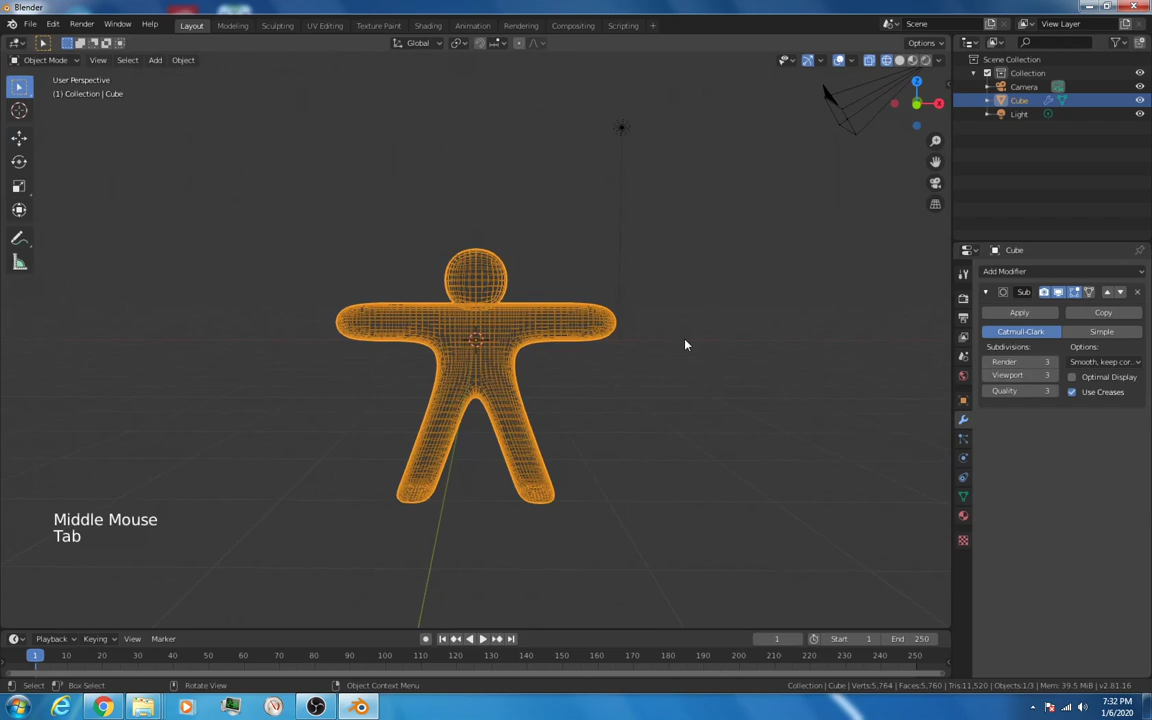 Blender
File Edit Render Window Help Layout Modeling Sculpting UV Editing Texture Paint Shading Animation Rendering Compositing Scripting + Scene View Layer
Global Options
Object Mode View Select Add Object
User Perspective
(1) Collection | Cube
Z
X
Scene Collection
Collection
Camera
Cube
Light
Cube
Add Modifier
Sub
Apply Copy
Catmull-Clark Simple
Subdivisions: Options:
Render 3 Smooth, keep cor..
Viewport 3 Optimal Display
Quality 3 Use Creases
Middle Mouse
Tab
Playback Keying View Marker 1 Start 1 End 250
1 10 20 30 40 50 60 70 80 90 100 110 120 130 140 150 160 170 180 190 200 210 220 230 240 250
Select Box Select Rotate View Object Context Menu Collection | Cube | Verts:5,764 | Faces:5,760 | Tris:11,520 | Objects:1/3 | Mem: 39.5 MiB | v2.81.16
7:32 PM
1/6/2020